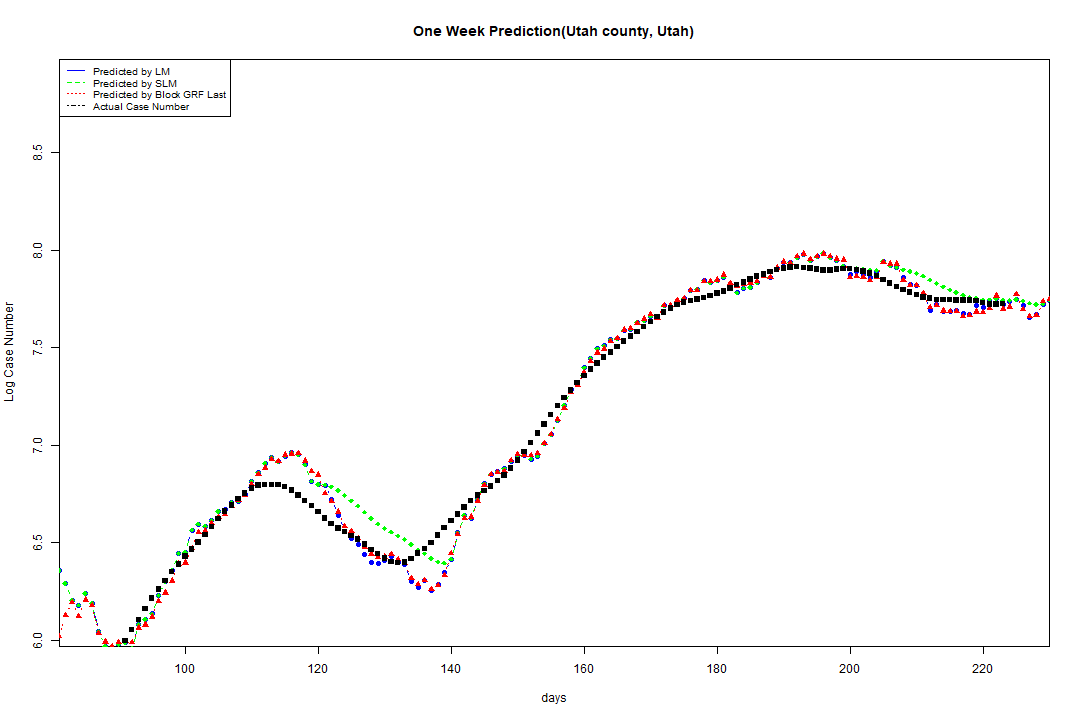 One Week Prediction(Utah county, Utah)
Predicted by LM
Predicted by SLM
Predicted by Block GRF Last
Actual Case Number
8.5
8.0
7.5
7.0
6.5
6.0
Log Case Number
100 120 140 160 180 200 220
days